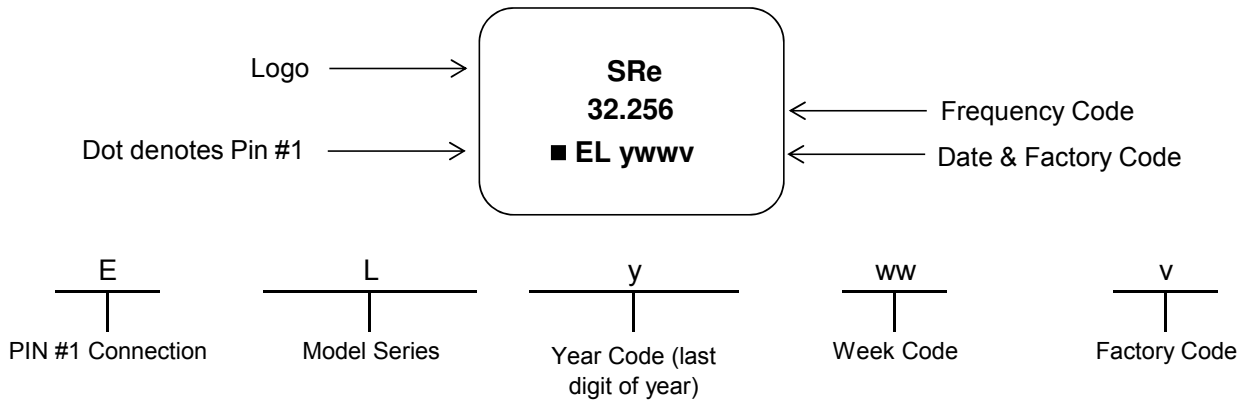 Logo
SRe
32.256
Frequency Code
Dot denotes Pin #1
■ EL ywwv
Date & Factory Code
E
L
y
ww
v
PIN #1 Connection
Model Series
Year Code (last
digit of year)
Week Code
Factory Code